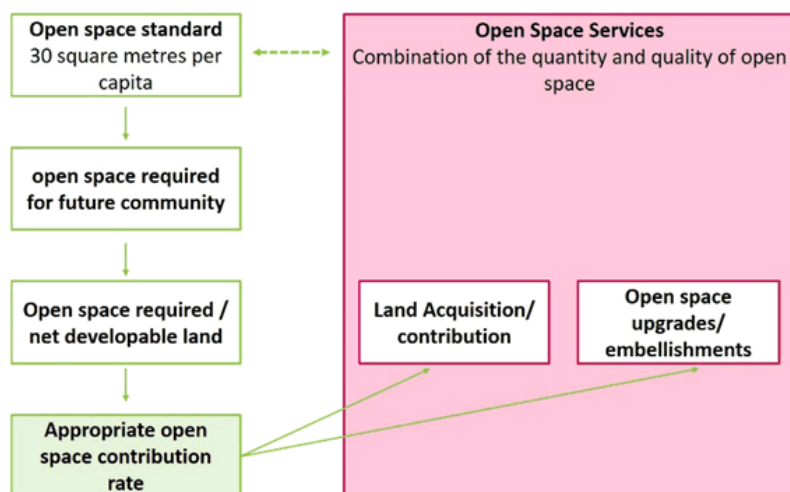 Open space standard
30 square metres per
capita
open space required
for future community
Open space required /
net developable land
Appropriate open
space contribution
rate
Open Space Services
Combination of the quantity and quality of open
space
Land Acquisition/
contribution
Open space
upgrades/
embellishments